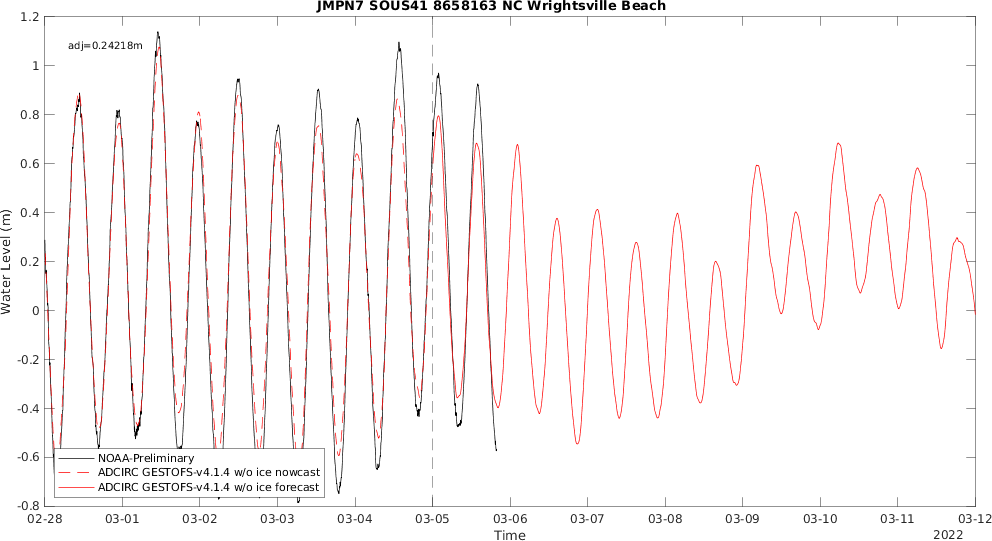 JMPN7 SOUS41 8658163 NC Wrightsville Beach
adj=0.24218m
1.2
1
0.8
0.6
0.4
0.2
0
-0.2
-0.4
-0.6
-0.8
Water Level (m)
NOAA-Preliminary
ADCIRC GESTOFS-v4.1.4 w/o ice nowcast
ADCIRC GESTOFS-v4.1.4 w/o ice forecast
02-28 03-01 03-02 03-03 03-04 03-05 03-06 03-07 03-08 03-09 03-10 03-11 03-12
Time
2022